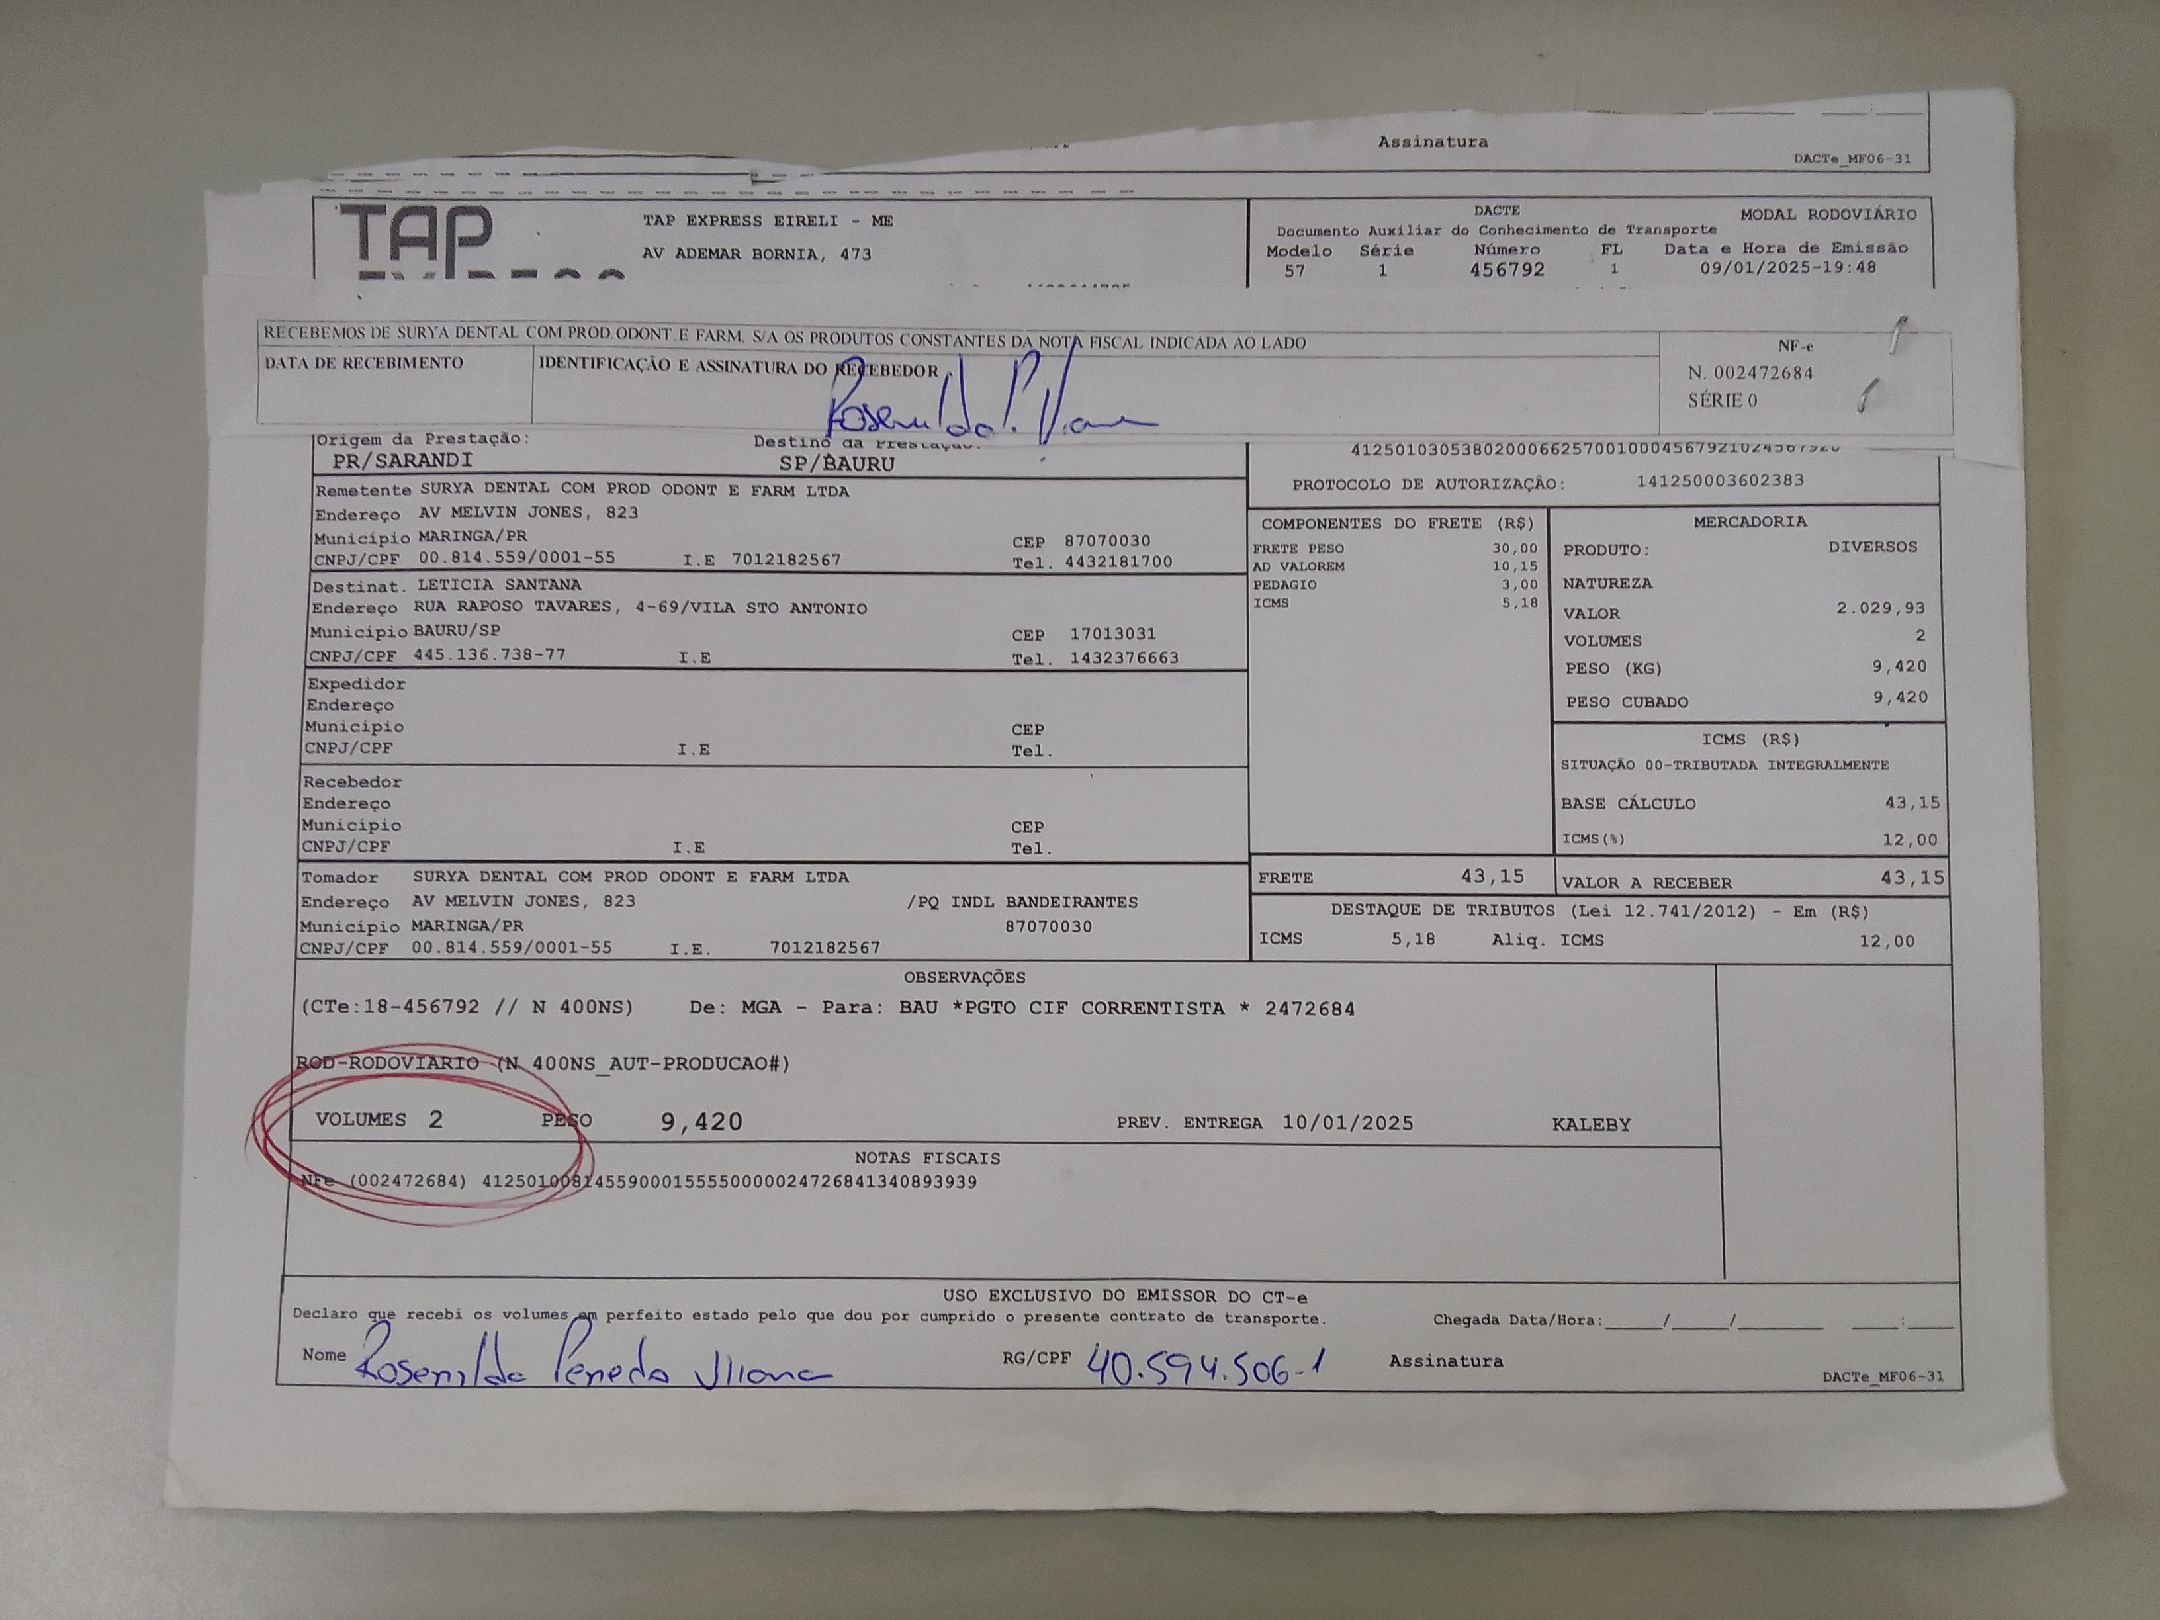 Assinatura
DACTe_MF06-31
TAP
TAP EXPRESS EIRELI - ME
AV ADEMAR BORNIA, 473
DACTE MODAL RODOVIÁRIO
Documento Auxiliar do Conhecimento de Transporte
Modelo Série Número FL Data e Hora de Emissão
57 1 456792 1 09/01/2025-19:48
RECEBEMOS DE SURYA DENTAL COM.PROD.ODONT.E FARM. S/A OS PRODUTOS CONSTANTES DA NOTA FISCAL INDICADA AO LADO
DATA DE RECEBIMENTO IDENTIFICAÇÃO E ASSINATURA DO RECEBEDOR
NF-e
N. 002472684
SÉRIE 0
Origem da Prestação: Destino da Prestação:
PR/SARANDI SP/BAURU
PROTOCOLO DE AUTORIZAÇÃO: 141250003602383
Remetente SURYA DENTAL COM PROD ODONT E FARM LTDA
Endereço AV MELVIN JONES, 823
Município MARINGA/PR CEP 87070030
CNPJ/CPF 00.814.559/0001-55 I.E 7012182567 Tel. 4432181700
Destinat. LETICIA SANTANA
Endereço RUA RAPOSO TAVARES, 4-69/VILA STO ANTONIO
Município BAURU/SP CEP 17013031
CNPJ/CPF 445.136.738-77 I.E Tel. 1432376663
Expedidor
Endereço
Município CEP
CNPJ/CPF I.E Tel.
Recebedor
Endereço
Município CEP
CNPJ/CPF I.E Tel.
Tomador SURYA DENTAL COM PROD ODONT E FARM LTDA
Endereço AV MELVIN JONES, 823 /PQ INDL BANDEIRANTES
Município MARINGA/PR 87070030
CNPJ/CPF 00.814.559/0001-55 I.E. 7012182567
COMPONENTES DO FRETE (R$)
FRETE PESO 30,00
AD VALOREM 10,15
PEDAGIO 3,00
ICMS 5,18
MERCADORIA
PRODUTO: DIVERSOS
NATUREZA
VALOR 2.029,93
VOLUMES 2
PESO (KG) 9,420
PESO CUBADO 9,420
ICMS (R$)
SITUAÇÃO 00-TRIBUTADA INTEGRALMENTE
BASE CÁLCULO 43,15
ICMS(%) 12,00
FRETE 43,15 VALOR A RECEBER 43,15
DESTAQUE DE TRIBUTOS (Lei 12.741/2012) - Em (R$)
ICMS 5,18 Aliq. ICMS 12,00
OBSERVAÇÕES
(CTe:18-456792 // N 400NS) De: MGA - Para: BAU *PGTO CIF CORRENTISTA * 2472684
ROD-RODOVIARIO (N 400NS_AUT-PRODUCAO#)
VOLUMES 2 PESO 9,420 PREV. ENTREGA 10/01/2025 KALEBY
NOTAS FISCAIS
NFe (002472684) 41250100814559000155550000024726841340893939
USO EXCLUSIVO DO EMISSOR DO CT-e
Declaro que recebi os volumes em perfeito estado pelo que dou por cumprido o presente contrato de transporte. Chegada Data/Hora:____/____/______ ____:____
Nome RG/CPF 40.594.506-1 Assinatura
DACTe_MF06-31